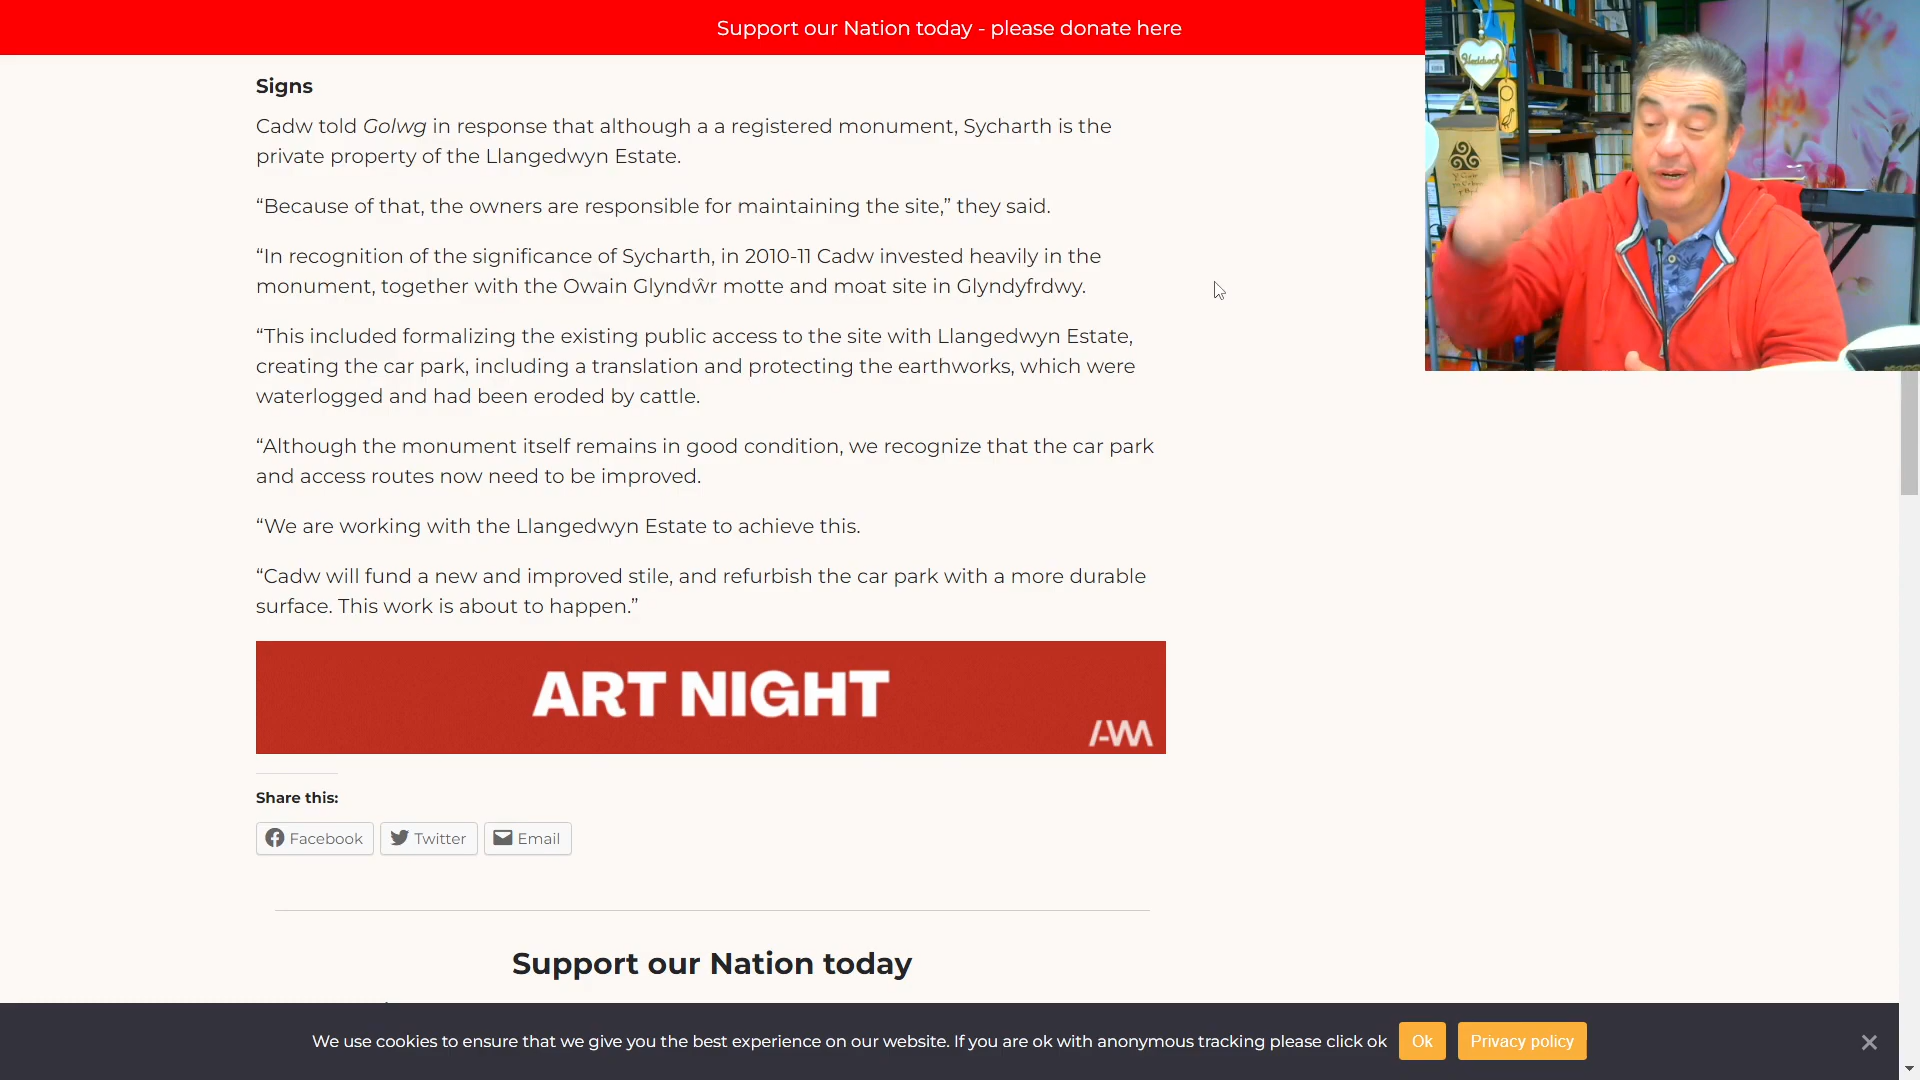 Support our Nation today - please donate here
Signs
Cadw told Golwg in response that although a a registered monument, Sycharth is the
private property of the Llangedwyn Estate.
“Because of that, the owners are responsible for maintaining the site,” they said.
“In recognition of the significance of Sycharth, in 2010-11 Cadw invested heavily in the
monument, together with the Owain Glyndŵr motte and moat site in Glyndyfrdwy.
“This included formalizing the existing public access to the site with Llangedwyn Estate,
creating the car park, including a translation and protecting the earthworks, which were
waterlogged and had been eroded by cattle.
“Although the monument itself remains in good condition, we recognize that the car park
and access routes now need to be improved.
“We are working with the Llangedwyn Estate to achieve this.
“Cadw will fund a new and improved stile, and refurbish the car park with a more durable
surface. This work is about to happen.”
ART NIGHT
Share this:
Facebook Twitter Email
Support our Nation today
We use cookies to ensure that we give you the best experience on our website. If you are ok with anonymous tracking please click ok Ok Privacy policy